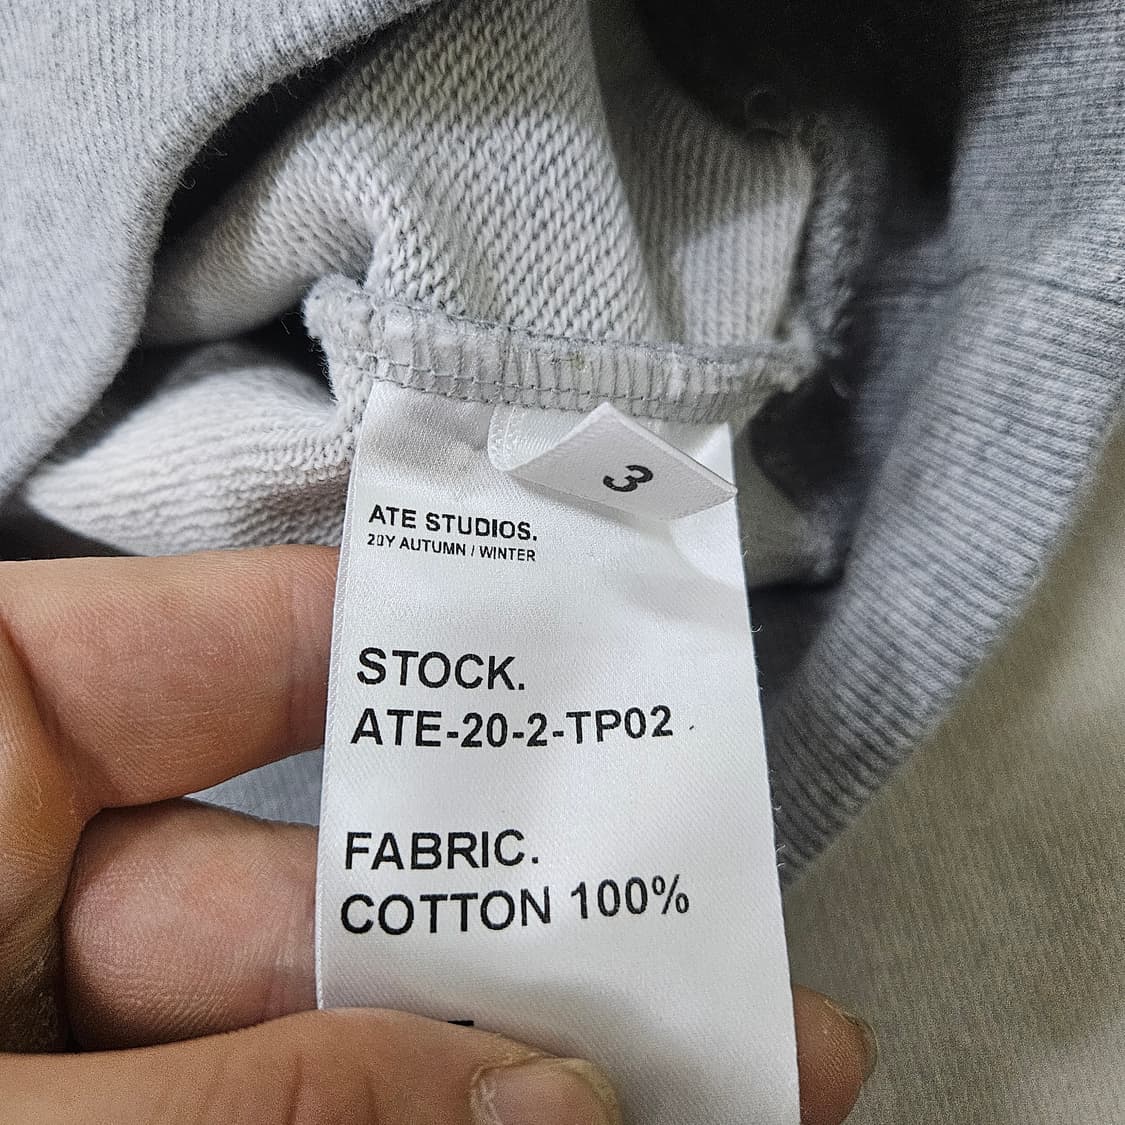 3
ATE STUDIOS.
20Y AUTUMN / WINTER
STOCK.
ATE-20-2-TP02
FABRIC.
COTTON 100%